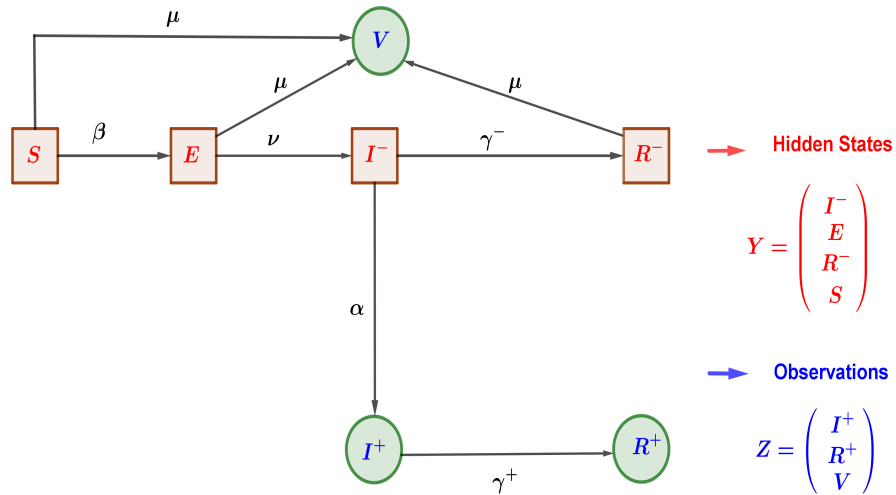 μ
V
μ
μ
β
ν
γ⁻
S
E
I⁻
R⁻
Hidden States
Y = ( I⁻
E
R⁻
S )
α
Observations
I⁺
R⁺
γ⁺
Z = ( I⁺
R⁺
V )